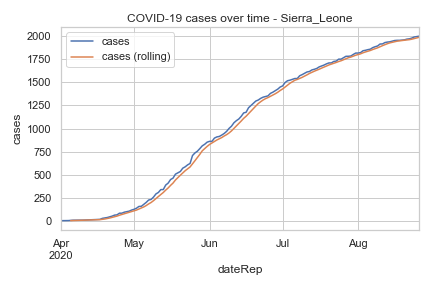 COVID-19 cases over time - Sierra_Leone
cases
cases (rolling)
2000
1750
1500
1250
1000
750
500
250
0
cases
Apr May Jun Jul Aug
2020
dateRep